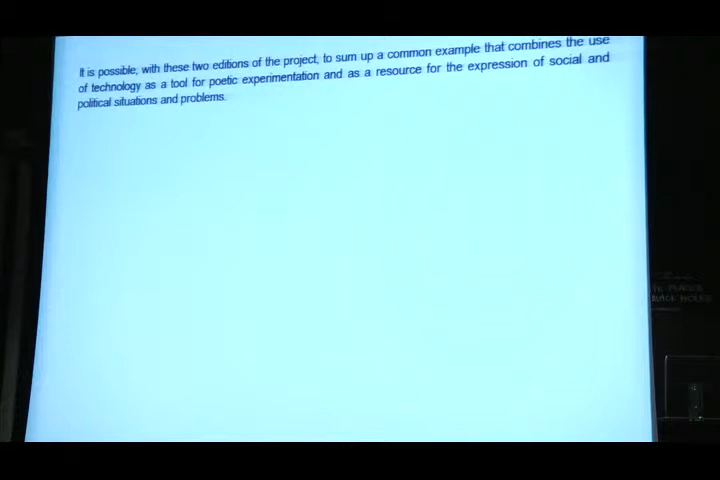 It is possible, with these two editions of the project, to sum up a common example that combines the use
of technology as a tool for poetic experimentation and as a resource for the expression of social and
political situations and problems.
BLACK HOLES